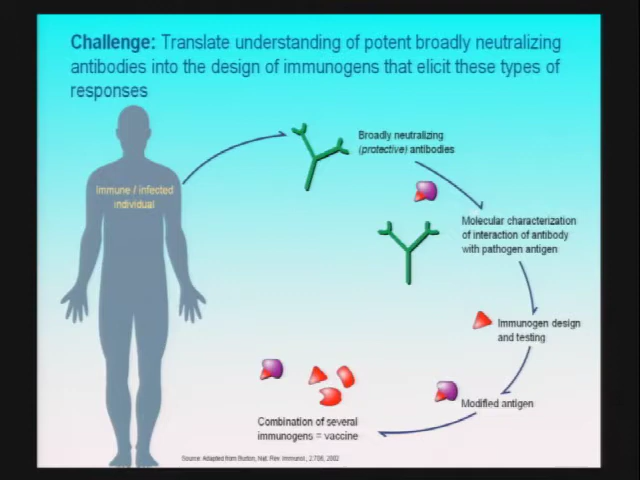 Challenge: Translate understanding of potent broadly neutralizing
antibodies into the design of immunogens that elicit these types of
responses
Immune / infected
individual
Broadly neutralizing
(protective) antibodies
Molecular characterization
of interaction of antibody
with pathogen antigen
Immunogen design
and testing
Modified antigen
Combination of several
immunogens = vaccine
Source: Adapted from Burton, Nat. Rev. Immunol., 2:706, 2002